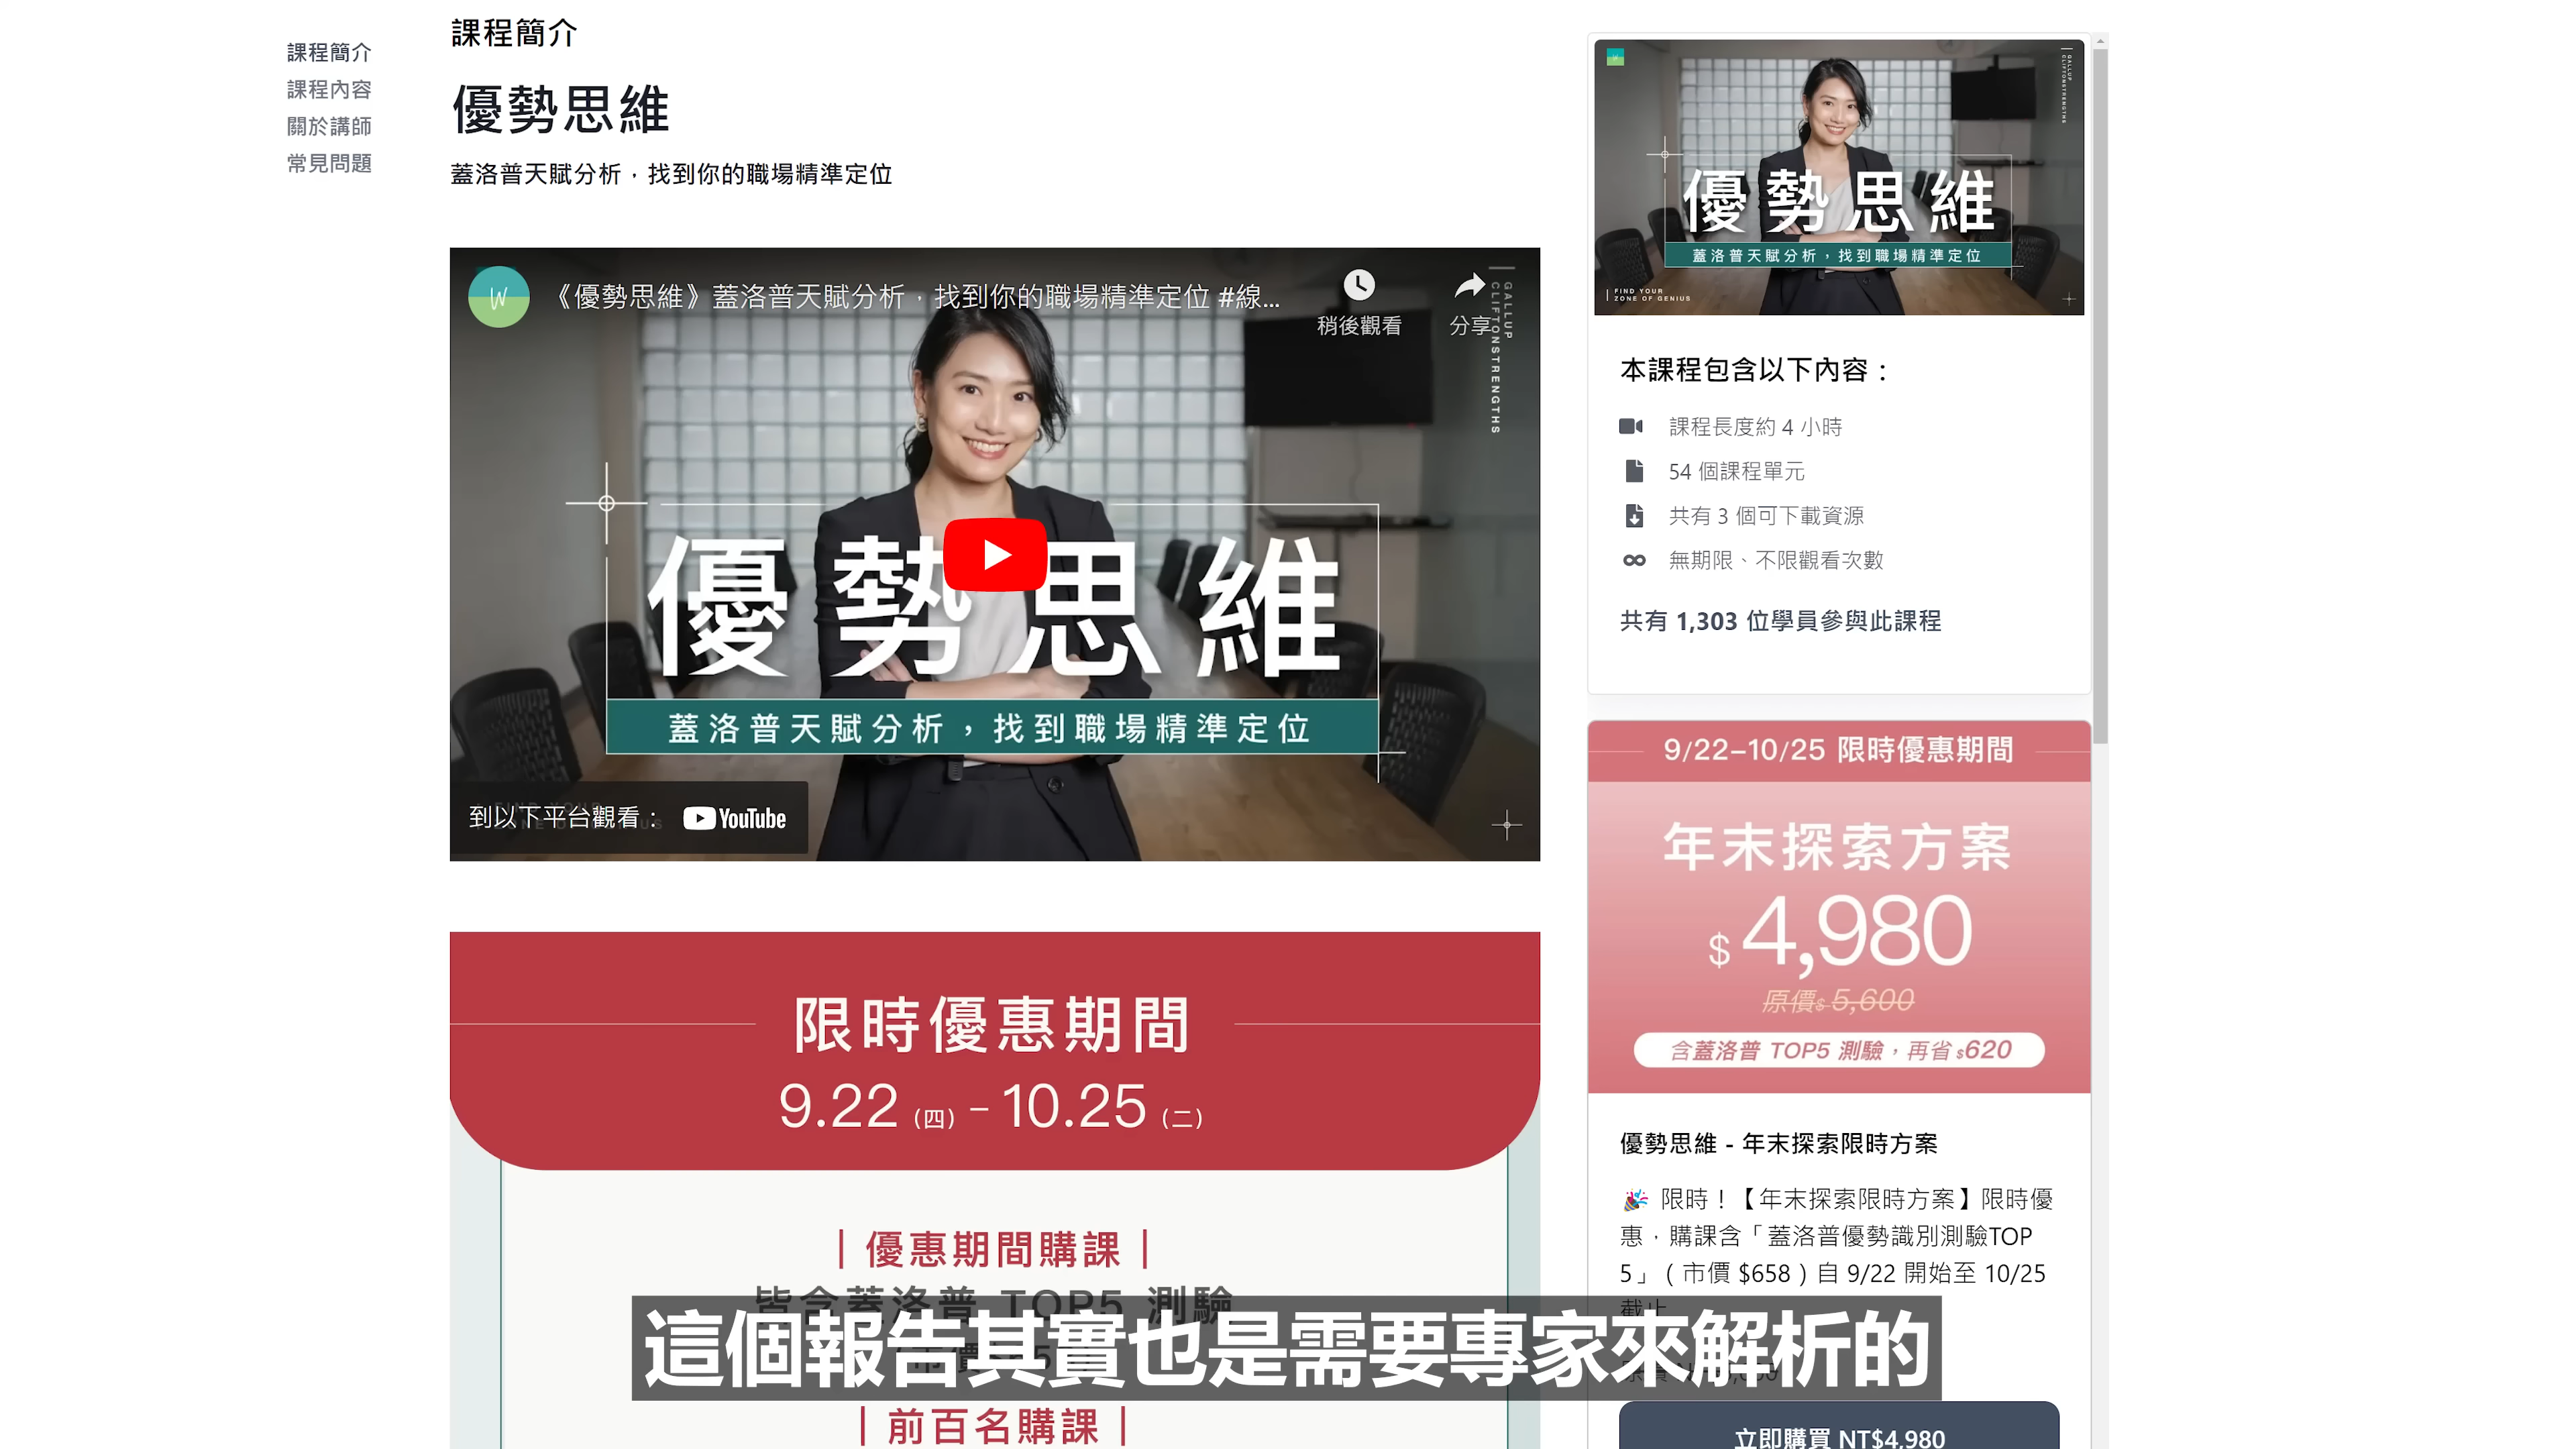 課程簡介
課程內容
關於講師
常見問題
課程簡介
優勢思維
蓋洛普天賦分析，找到你的職場精準定位
《優勢思維》蓋洛普天賦分析，找到你的職場精準定位 #線...
稍後觀看
分享
GALLUP
CLIFTONSTRENGTHS
優勢思維
蓋洛普天賦分析，找到職場精準定位
到以下平台觀看：
YouTube
限時優惠期間
9.22 (四) - 10.25 (二)
｜優惠期間購課｜
皆含蓋洛普 TOP5 測驗
｜前百名購課｜
GALLUP
CLIFTONSTRENGTHS
優勢思維
蓋洛普天賦分析，找到職場精準定位
FIND YOUR
ZONE OF GENIUS
本課程包含以下內容：
課程長度約 4 小時
54 個課程單元
共有 3 個可下載資源
無期限、不限觀看次數
共有 1,303 位學員參與此課程
9/22-10/25 限時優惠期間
年末探索方案
$ 4,980
原價$ 5,600
含蓋洛普 TOP5 測驗，再省 $620
優勢思維 - 年末探索限時方案
🎉 限時！【年末探索限時方案】限時優
惠，購課含「蓋洛普優勢識別測驗TOP
5」（市價 $658）自 9/22 開始至 10/25
截止
立即購買 NT$4,980
這個報告其實也是需要專家來解析的